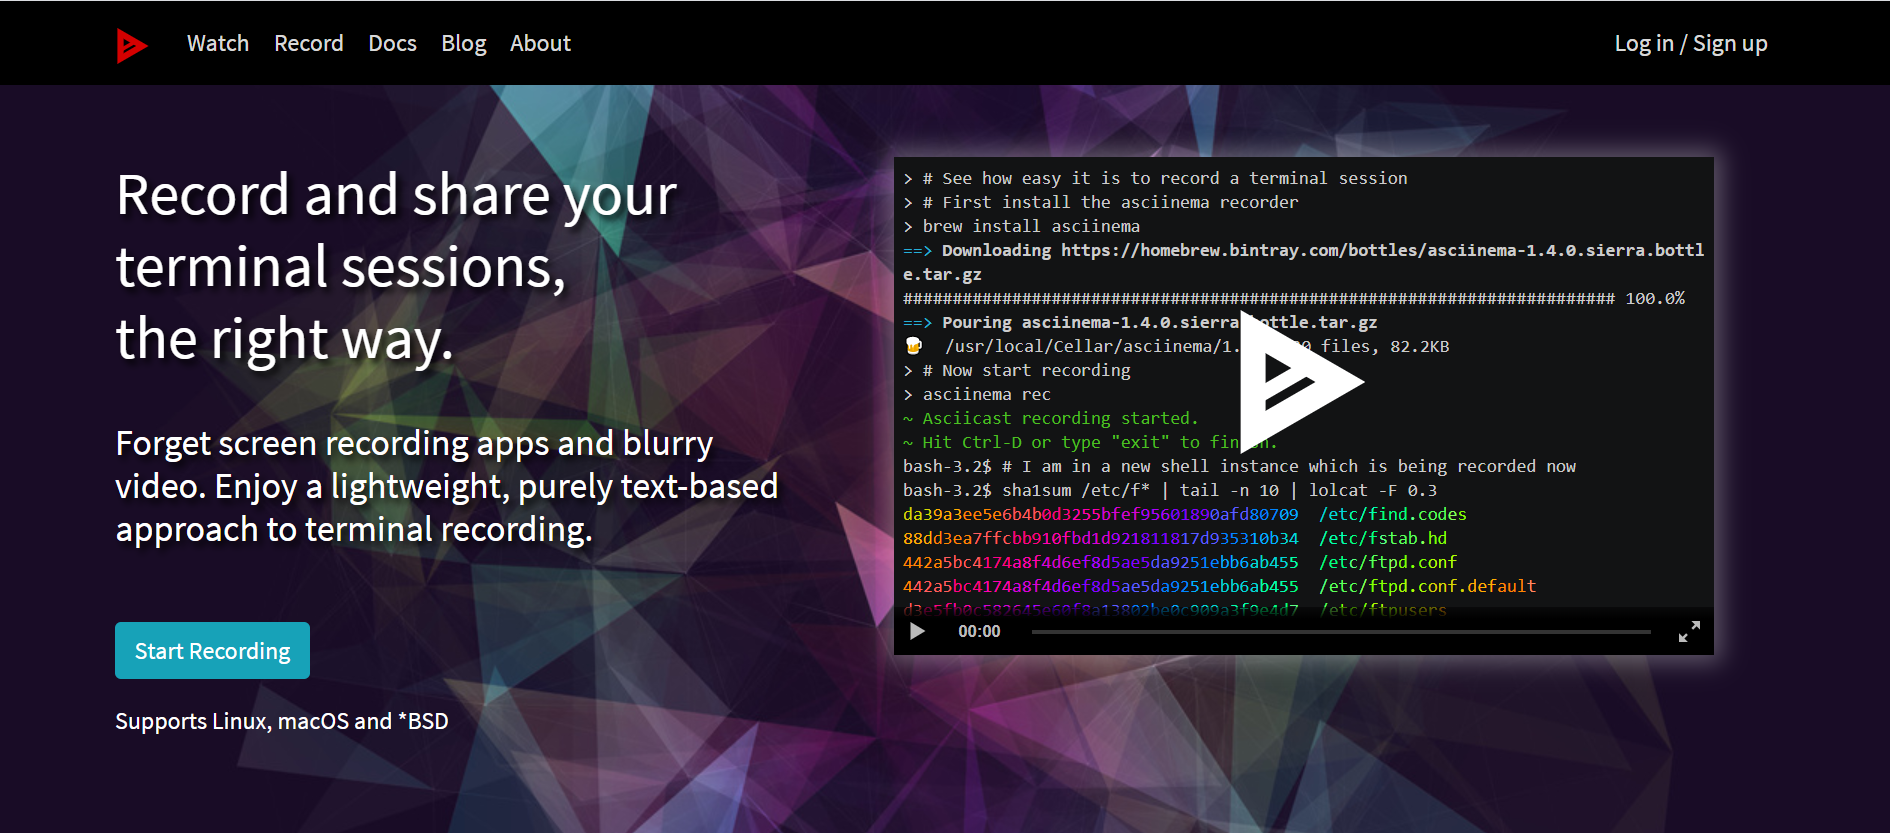 Watch Record Docs Blog About Log in / Sign up
Record and share your
terminal sessions,
the right way.
Forget screen recording apps and blurry
video. Enjoy a lightweight, purely text-based
approach to terminal recording.
Start Recording
Supports Linux, macOS and *BSD
> # See how easy it is to record a terminal session
> # First install the asciinema recorder
> brew install asciinema
==> Downloading https://homebrew.bintray.com/bottles/asciinema-1.4.0.sierra.bottl
e.tar.gz
######################################################################## 100.0%
==> Pouring asciinema-1.4.0.sierra.bottle.tar.gz
🍺 /usr/local/Cellar/asciinema/1. files, 82.2KB
> # Now start recording
> asciinema rec
~ Asciicast recording started.
~ Hit Ctrl-D or type "exit" to finish.
bash-3.2$ # I am in a new shell instance which is being recorded now
bash-3.2$ sha1sum /etc/f* | tail -n 10 | lolcat -F 0.3
da39a3ee5e6b4b0d3255bfef95601890afd80709 /etc/find.codes
88dd3ea7ffcbb910fbd1d921811817d935310b34 /etc/fstab.hd
442a5bc4174a8f4d6ef8d5ae5da9251ebb6ab455 /etc/ftpd.conf
442a5bc4174a8f4d6ef8d5ae5da9251ebb6ab455 /etc/ftpd.conf.default
d3e5fb0c582645e60f8a13802be0c909a3f9e4d7 /etc/ftpusers
00:00